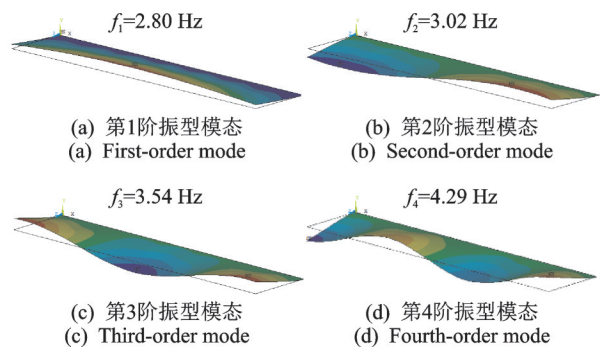 f₁=2.80 Hz
f₂=3.02 Hz
(a) 第1阶振型模态
(a) First-order mode
(b) 第2阶振型模态
(b) Second-order mode
f₃=3.54 Hz
f₄=4.29 Hz
(c) 第3阶振型模态
(c) Third-order mode
(d) 第4阶振型模态
(d) Fourth-order mode